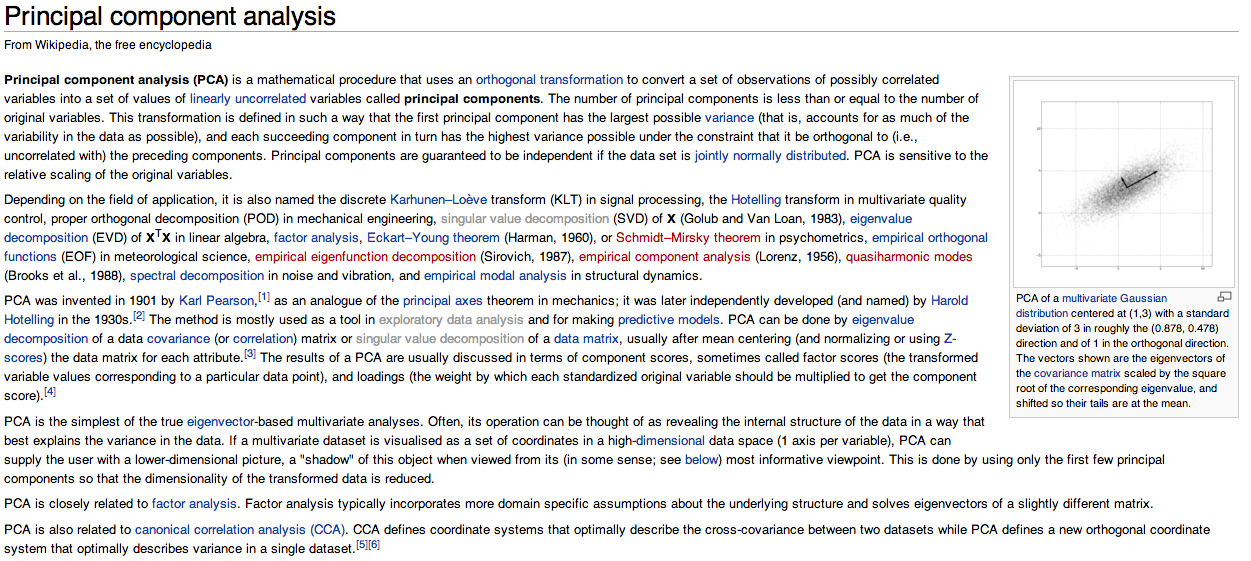 Principal component analysis
From Wikipedia, the free encyclopedia
Principal component analysis (PCA) is a mathematical procedure that uses an orthogonal transformation to convert a set of observations of possibly correlated
variables into a set of values of linearly uncorrelated variables called principal components. The number of principal components is less than or equal to the number of
original variables. This transformation is defined in such a way that the first principal component has the largest possible variance (that is, accounts for as much of the
variability in the data as possible), and each succeeding component in turn has the highest variance possible under the constraint that it be orthogonal to (i.e.,
uncorrelated with) the preceding components. Principal components are guaranteed to be independent if the data set is jointly normally distributed. PCA is sensitive to the
relative scaling of the original variables.
Depending on the field of application, it is also named the discrete Karhunen–Loève transform (KLT) in signal processing, the Hotelling transform in multivariate quality
control, proper orthogonal decomposition (POD) in mechanical engineering, singular value decomposition (SVD) of X (Golub and Van Loan, 1983), eigenvalue
decomposition (EVD) of XᵀX in linear algebra, factor analysis, Eckart–Young theorem (Harman, 1960), or Schmidt–Mirsky theorem in psychometrics, empirical orthogonal
functions (EOF) in meteorological science, empirical eigenfunction decomposition (Sirovich, 1987), empirical component analysis (Lorenz, 1956), quasiharmonic modes
(Brooks et al., 1988), spectral decomposition in noise and vibration, and empirical modal analysis in structural dynamics.
PCA was invented in 1901 by Karl Pearson,[1] as an analogue of the principal axes theorem in mechanics; it was later independently developed (and named) by Harold
Hotelling in the 1930s.[2] The method is mostly used as a tool in exploratory data analysis and for making predictive models. PCA can be done by eigenvalue
decomposition of a data covariance (or correlation) matrix or singular value decomposition of a data matrix, usually after mean centering (and normalizing or using Z-
scores) the data matrix for each attribute.[3] The results of a PCA are usually discussed in terms of component scores, sometimes called factor scores (the transformed
variable values corresponding to a particular data point), and loadings (the weight by which each standardized original variable should be multiplied to get the component
score).[4]
PCA is the simplest of the true eigenvector-based multivariate analyses. Often, its operation can be thought of as revealing the internal structure of the data in a way that
best explains the variance in the data. If a multivariate dataset is visualised as a set of coordinates in a high-dimensional data space (1 axis per variable), PCA can
supply the user with a lower-dimensional picture, a "shadow" of this object when viewed from its (in some sense; see below) most informative viewpoint. This is done by using only the first few principal
components so that the dimensionality of the transformed data is reduced.
PCA is closely related to factor analysis. Factor analysis typically incorporates more domain specific assumptions about the underlying structure and solves eigenvectors of a slightly different matrix.
PCA is also related to canonical correlation analysis (CCA). CCA defines coordinate systems that optimally describe the cross-covariance between two datasets while PCA defines a new orthogonal coordinate
system that optimally describes variance in a single dataset.[5][6]
PCA of a multivariate Gaussian
distribution centered at (1,3) with a standard
deviation of 3 in roughly the (0.878, 0.478)
direction and of 1 in the orthogonal direction.
The vectors shown are the eigenvectors of
the covariance matrix scaled by the square
root of the corresponding eigenvalue, and
shifted so their tails are at the mean.